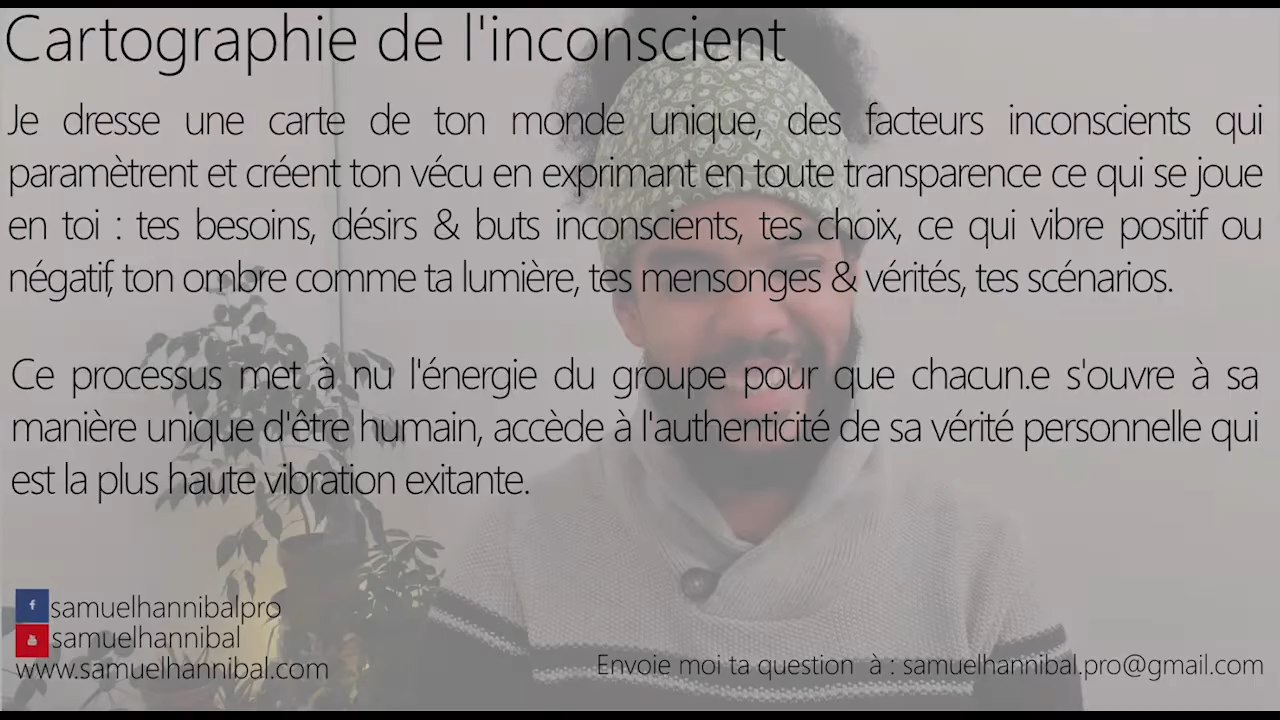 Cartographie de l'inconscient
Je dresse une carte de ton monde unique, des facteurs inconscients qui
paramètrent et créent ton vécu en exprimant en toute transparence ce qui se joue
en toi : tes besoins, désirs & buts inconscients, tes choix, ce qui vibre positif ou
négatif, ton ombre comme ta lumière, tes mensonges & vérités, tes scénarios.
Ce processus met à nu l'énergie du groupe pour que chacun.e s'ouvre à sa
manière unique d'être humain, accède à l'authenticité de sa vérité personnelle qui
est la plus haute vibration exitante.
samuelhannibalpro
samuelhannibal
www.samuelhannibal.com
Envoie moi ta question à : samuelhannibal.pro@gmail.com